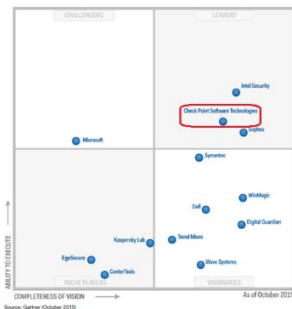 CHALLENGERS
LEADERS
Intel Security
Check Point Software Technologies
Sophos
Microsoft
Symantec
WinMagic
Dell
Digital Guardian
Kaspersky Lab
Trend Micro
EgoSecure
Wave Systems
CenterTools
NICHE PLAYERS
VISIONARIES
ABILITY TO EXECUTE
COMPLETENESS OF VISION
As of October 2015
Source: Gartner (October 2015)